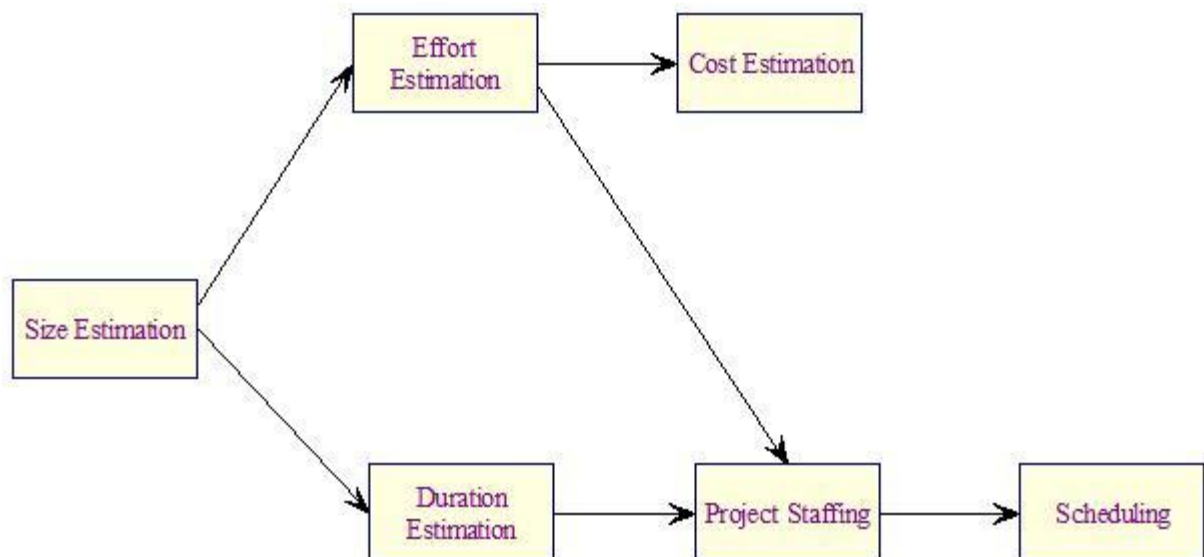 Effort
Estimation
Cost Estimation
Size Estimation
Duration
Estimation
Project Staffing
Scheduling